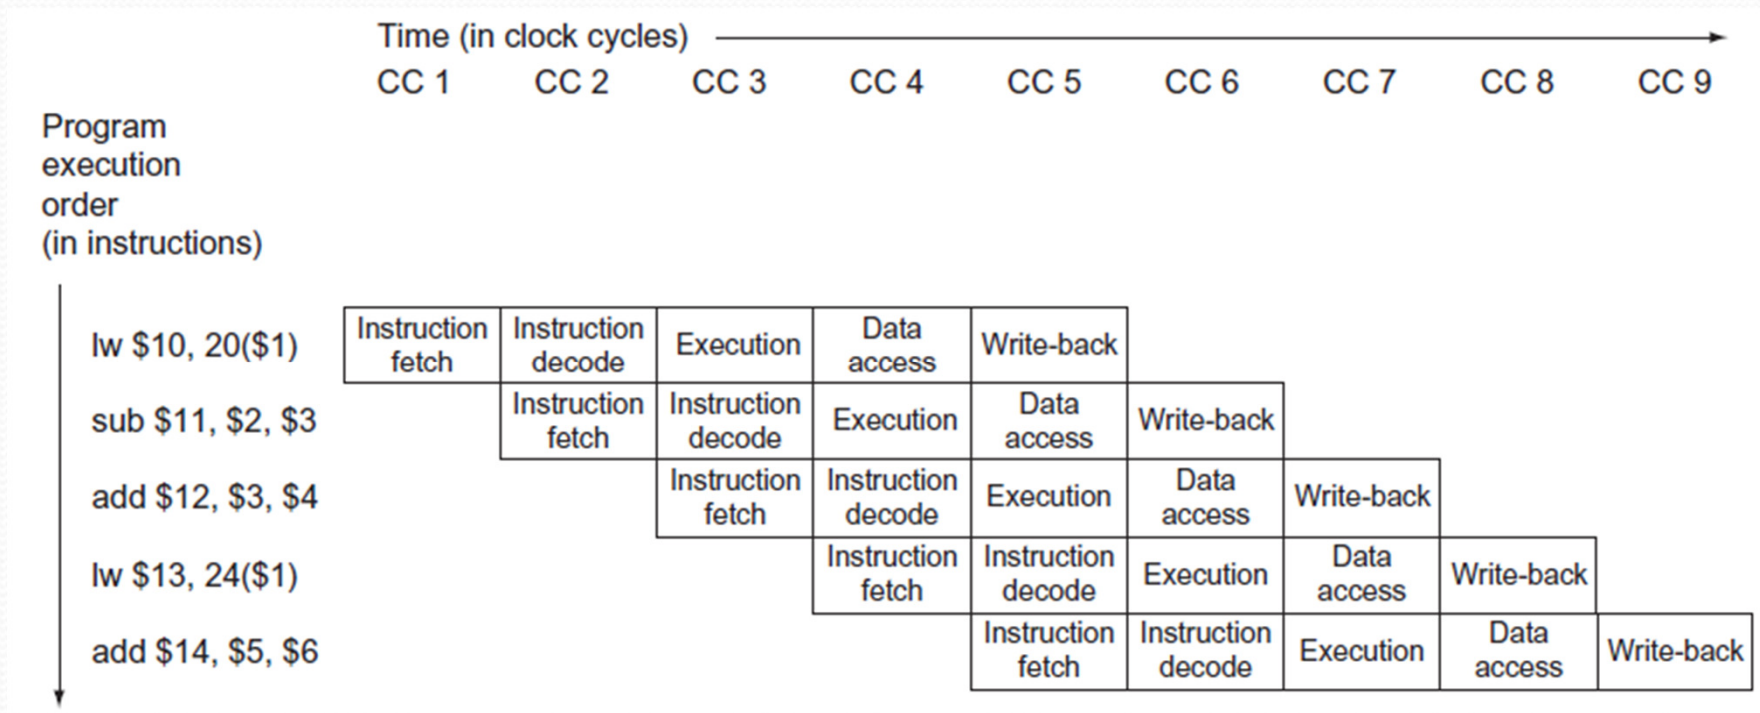 Time (in clock cycles)
CC 1 CC 2 CC 3 CC 4 CC 5 CC 6 CC 7 CC 8 CC 9
Program
execution
order
(in instructions)
lw $10, 20($1)
Instruction
fetch
Instruction
decode
Execution
Data
access
Write-back
sub $11, $2, $3
Instruction
fetch
Instruction
decode
Execution
Data
access
Write-back
add $12, $3, $4
Instruction
fetch
Instruction
decode
Execution
Data
access
Write-back
lw $13, 24($1)
Instruction
fetch
Instruction
decode
Execution
Data
access
Write-back
add $14, $5, $6
Instruction
fetch
Instruction
decode
Execution
Data
access
Write-back